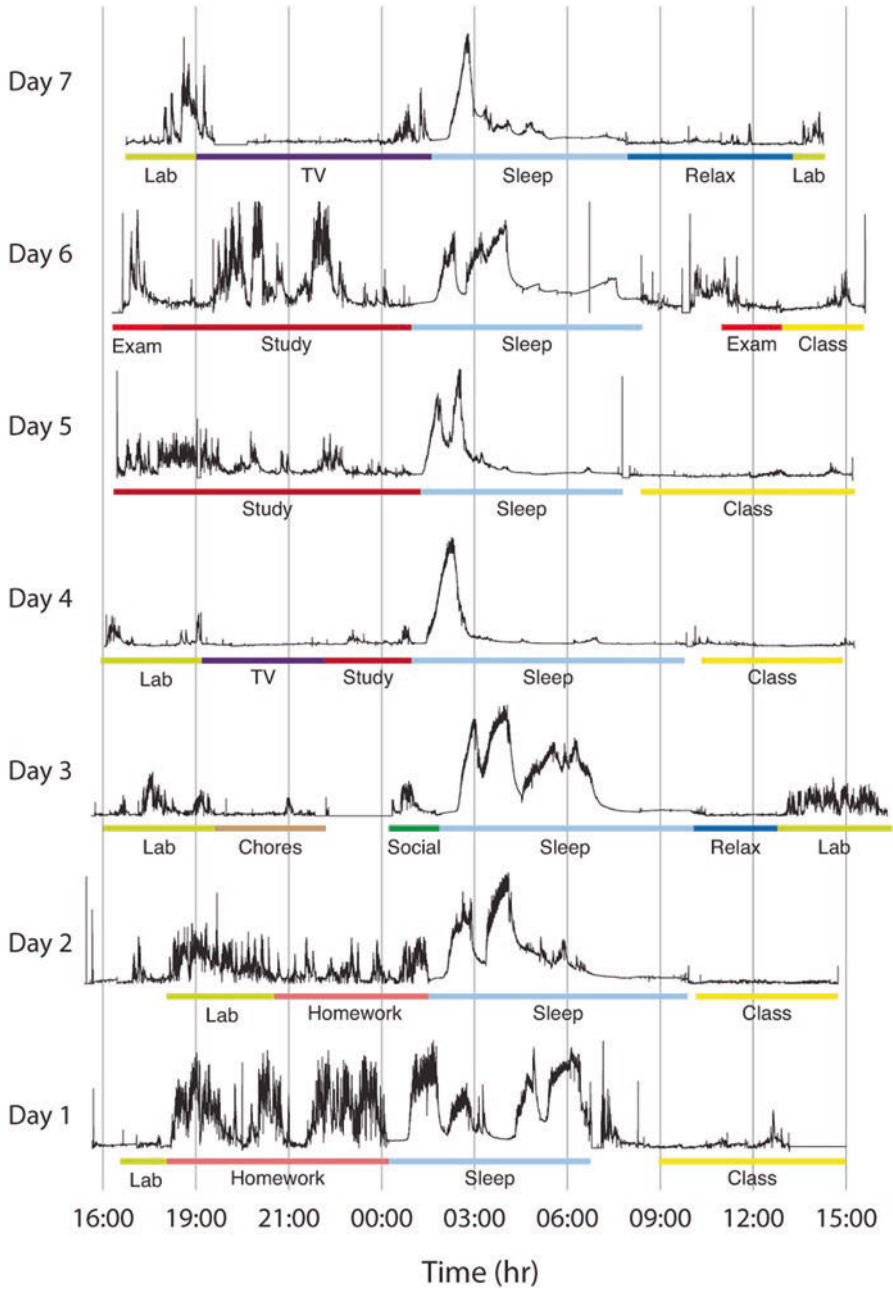 Day 7
Lab TV Sleep Relax Lab
Day 6
Exam Study Sleep Exam Class
Day 5
Study Sleep Class
Day 4
Lab TV Study Sleep Class
Day 3
Lab Chores Social Sleep Relax Lab
Day 2
Lab Homework Sleep Class
Day 1
Lab Homework Sleep Class
16:00 19:00 21:00 00:00 03:00 06:00 09:00 12:00 15:00
Time (hr)